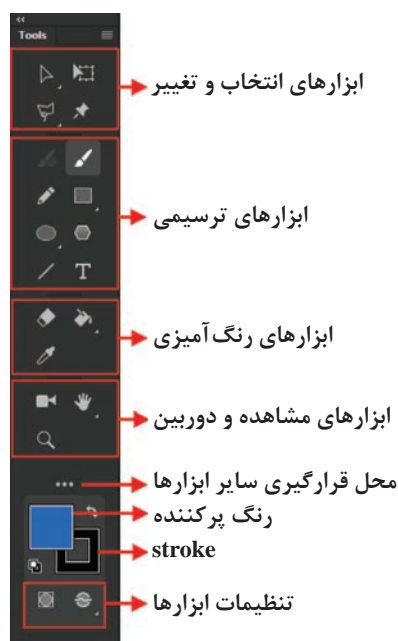 Tools
ابزارهای انتخاب و تغییر
ابزارهای ترسیمی
T
ابزارهای رنگ‌آمیزی
ابزارهای مشاهده و دوربین
محل قرارگیری سایر ابزارها
رنگ پرکننده
stroke
تنظیمات ابزارها